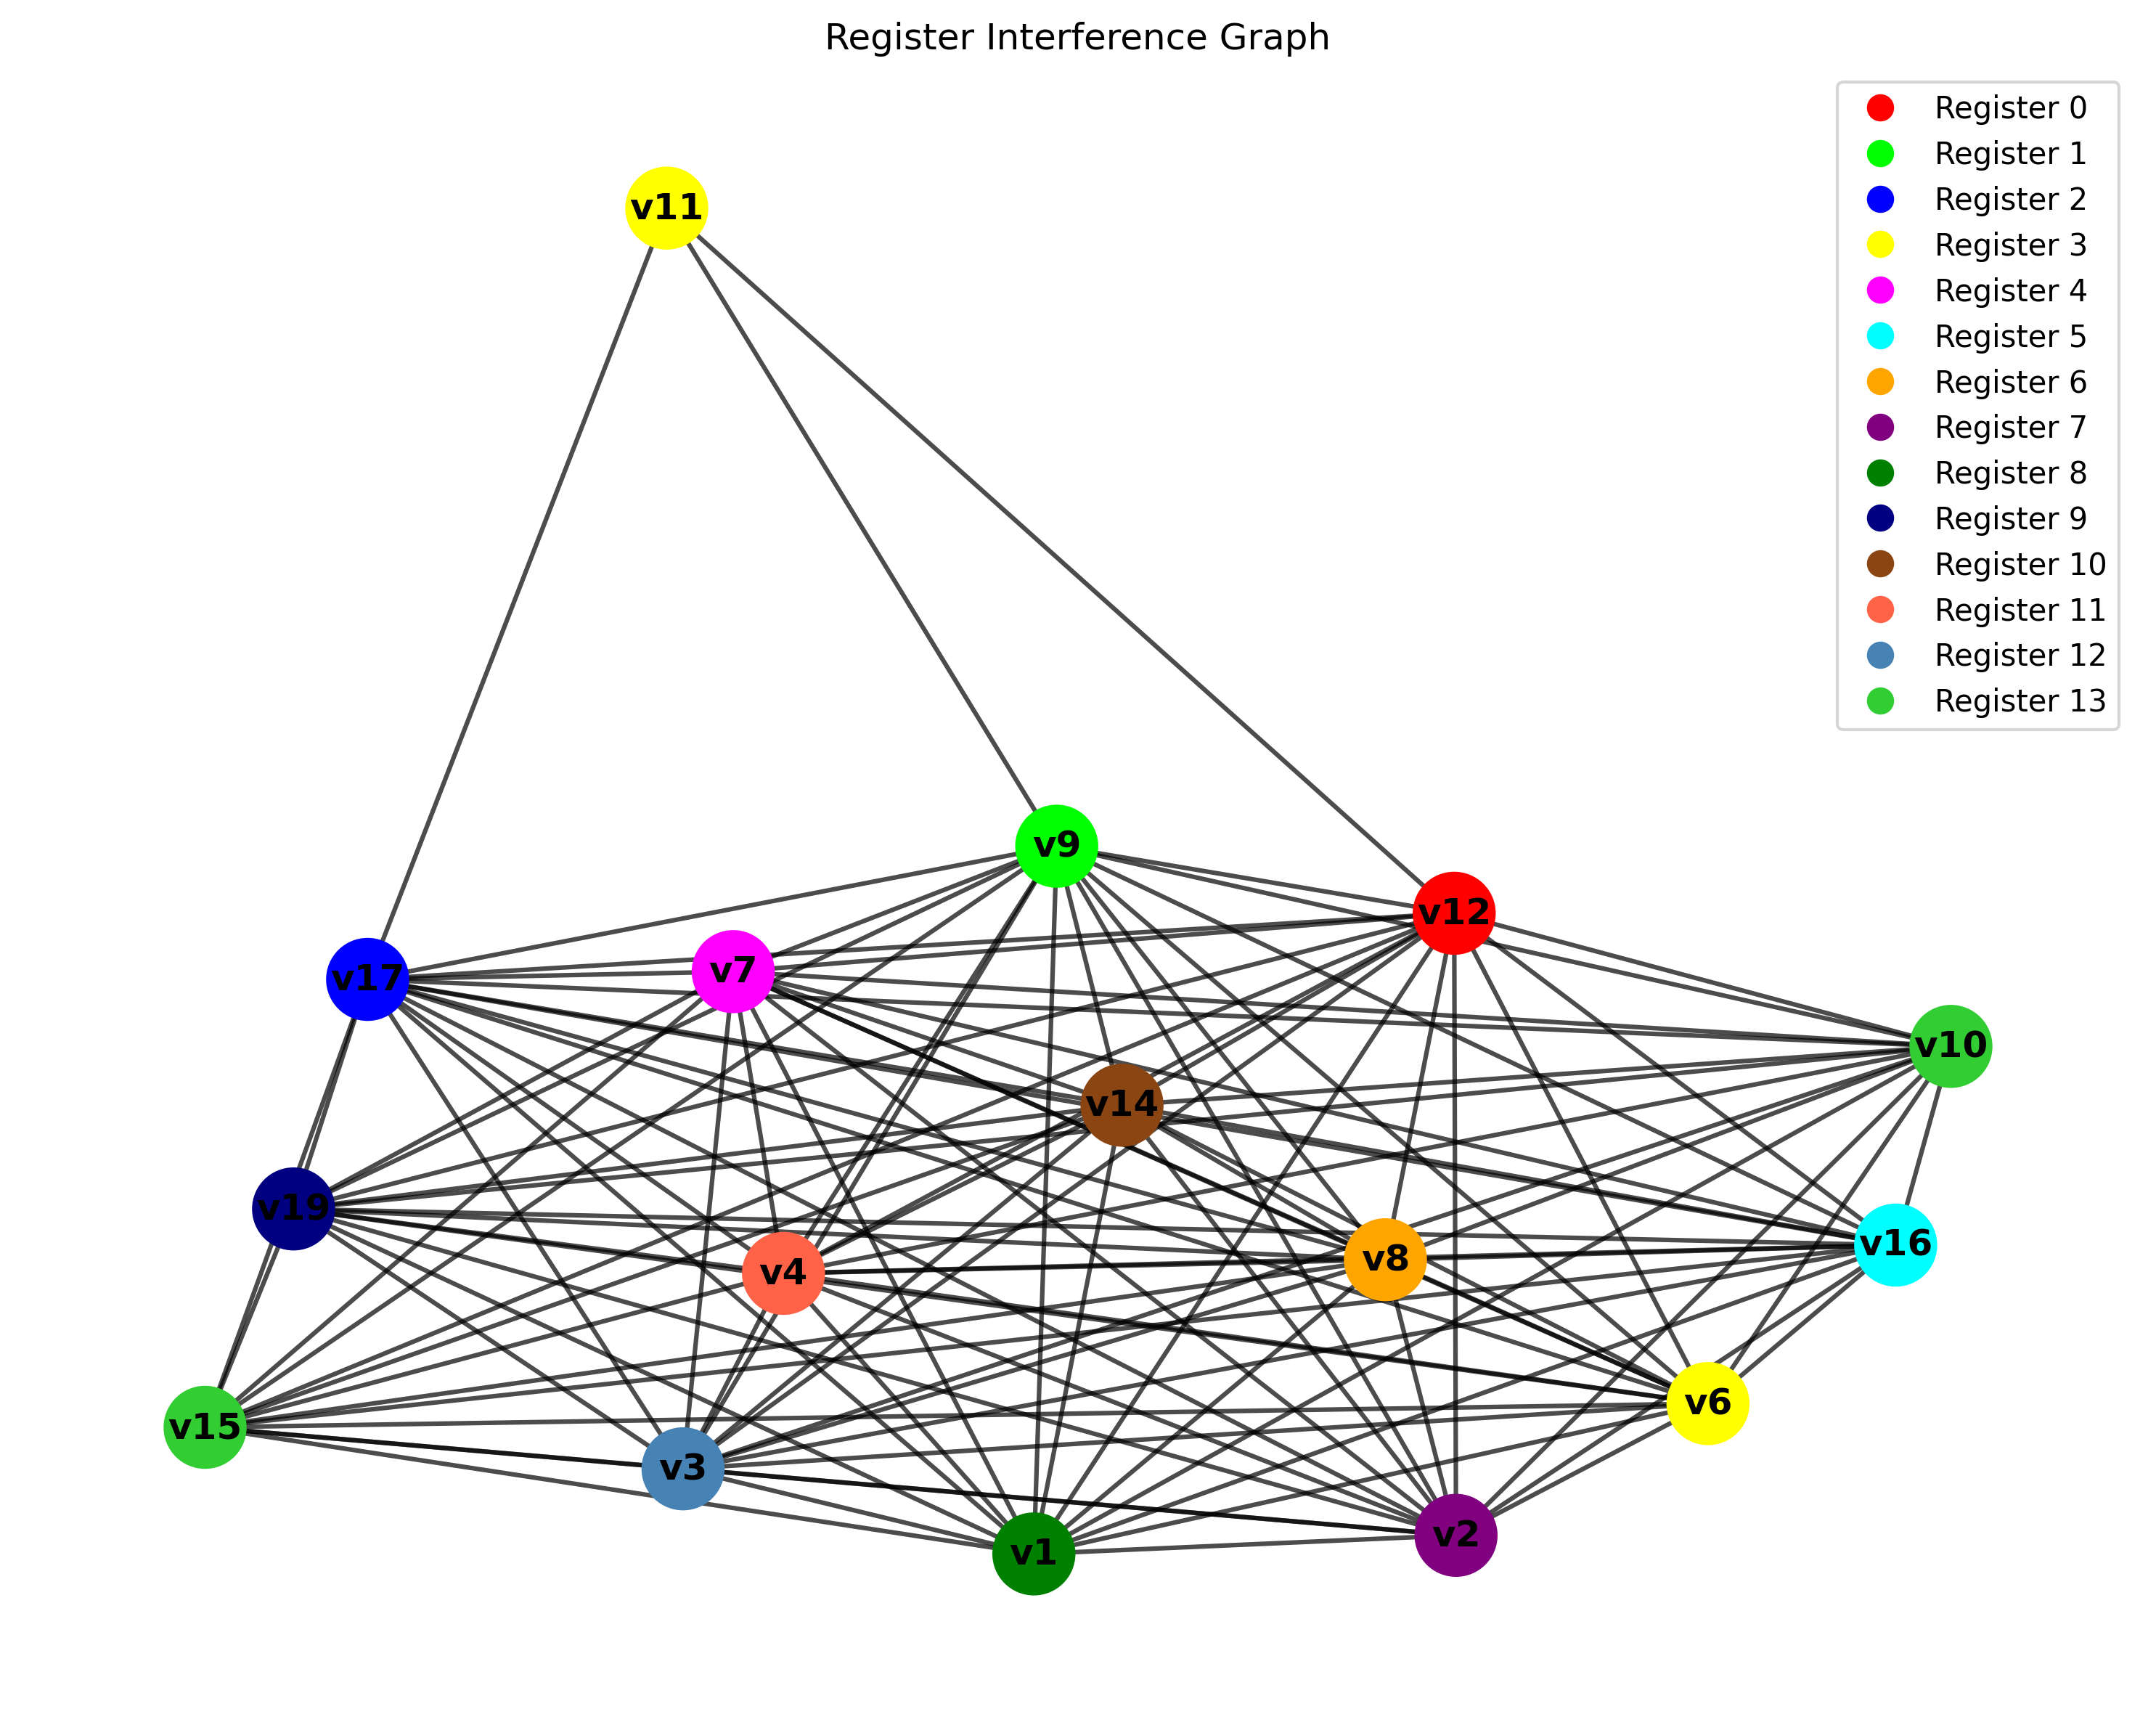 Register Interference Graph
Register 0
Register 1
Register 2
Register 3
Register 4
Register 5
Register 6
Register 7
Register 8
Register 9
Register 10
Register 11
Register 12
Register 13
v11
v9
v12
v17
v7
v10
v14
v19
v16
v8
v4
v6
v15
v3
v2
v1